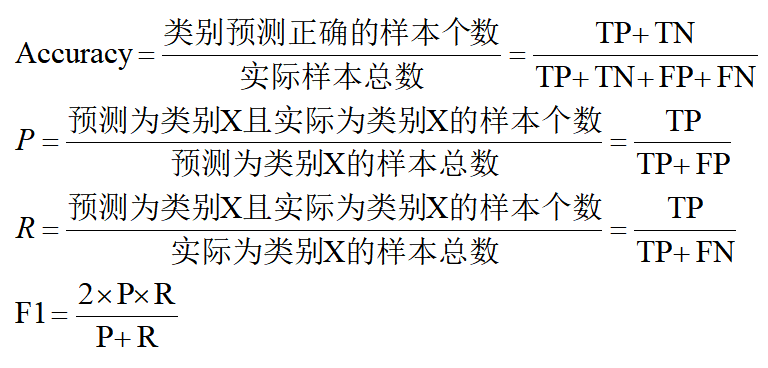 Accuracy = 类别预测正确的样本个数 / 实际样本总数 = TP+TN / TP+TN+FP+FN
P = 预测为类别X且实际为类别X的样本个数 / 预测为类别X的样本总数 = TP / TP+FP
R = 预测为类别X且实际为类别X的样本个数 / 实际为类别X的样本总数 = TP / TP+FN
F1 = 2×P×R / P+R